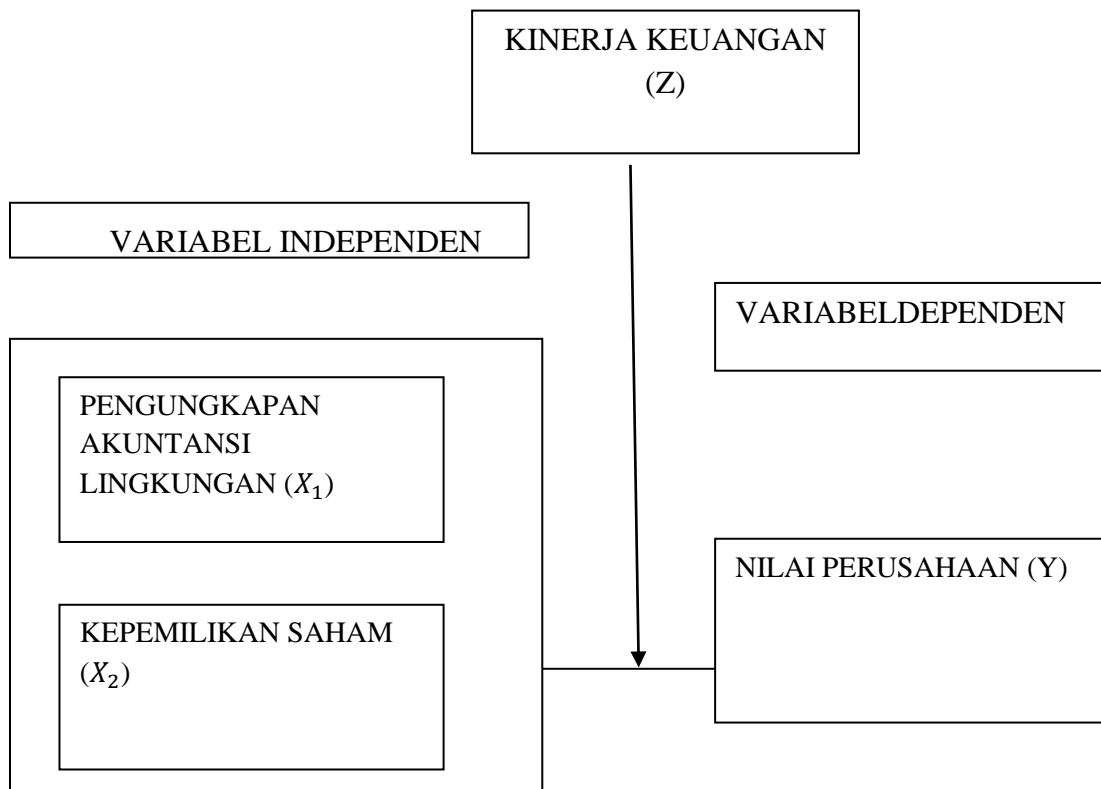 KINERJA KEUANGAN
(Z)
VARIABEL INDEPENDEN
VARIABELDEPENDEN
PENGUNGKAPAN
AKUNTANSI
LINGKUNGAN (𝑋₁)
NILAI PERUSAHAAN (Y)
KEPEMILIKAN SAHAM
(𝑋₂)